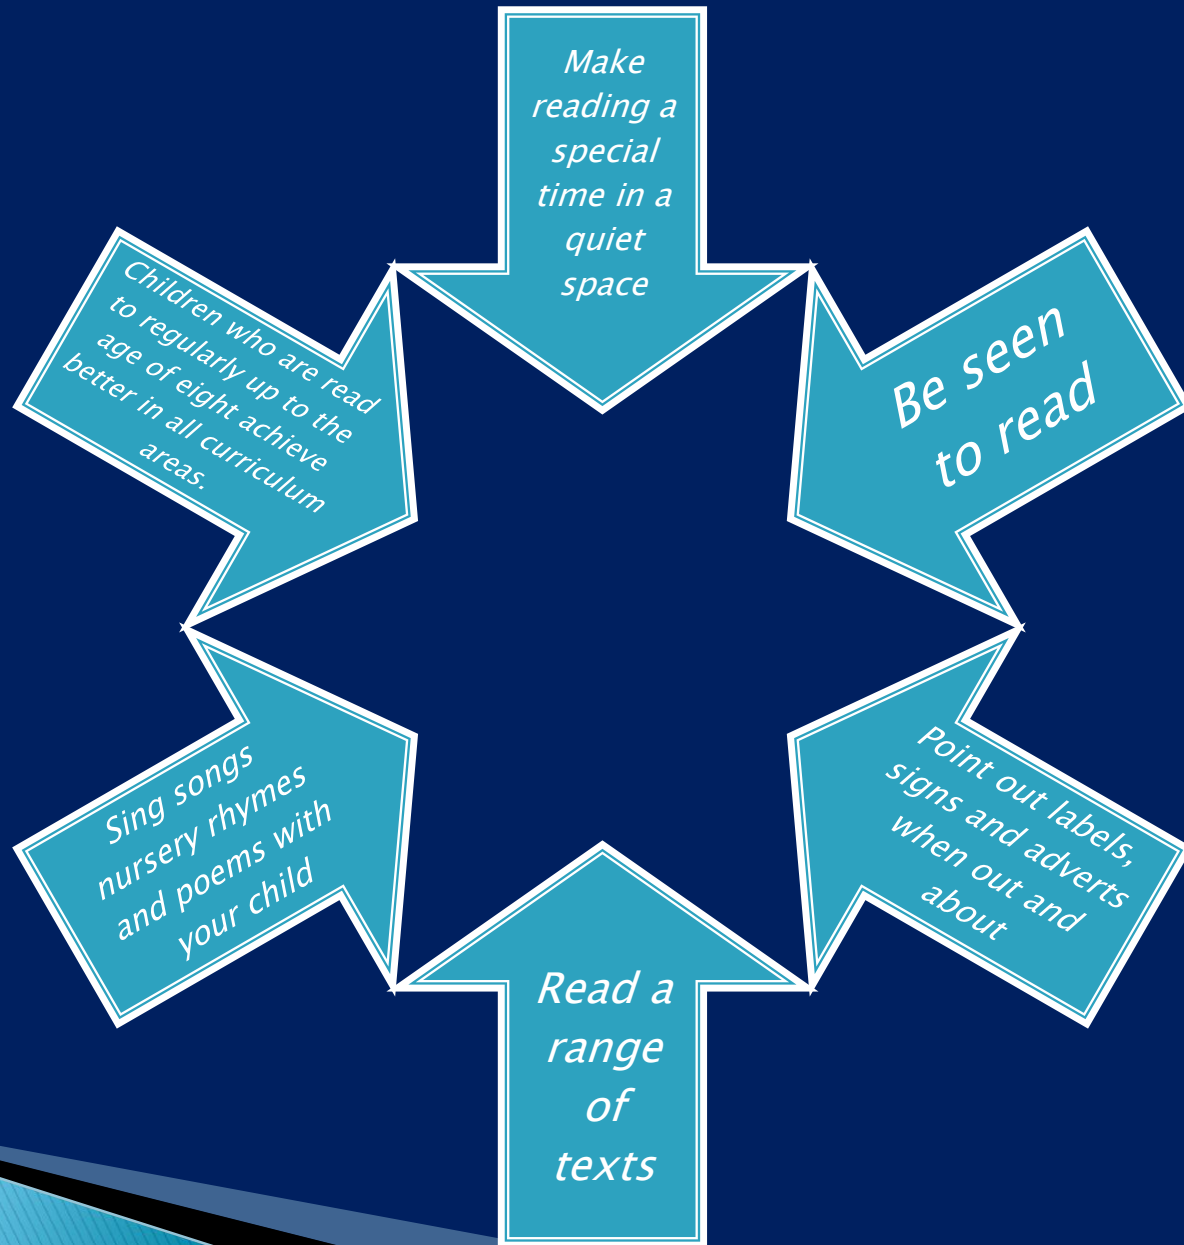 Make
reading a
special
time in a
quiet
space
Be seen
to read
Point out labels,
signs and adverts
when out and
about
Read a
range
of
texts
Sing songs
nursery rhymes
and poems with
your child
Children who are read
to regularly up to the
age of eight achieve
better in all curriculum
areas.